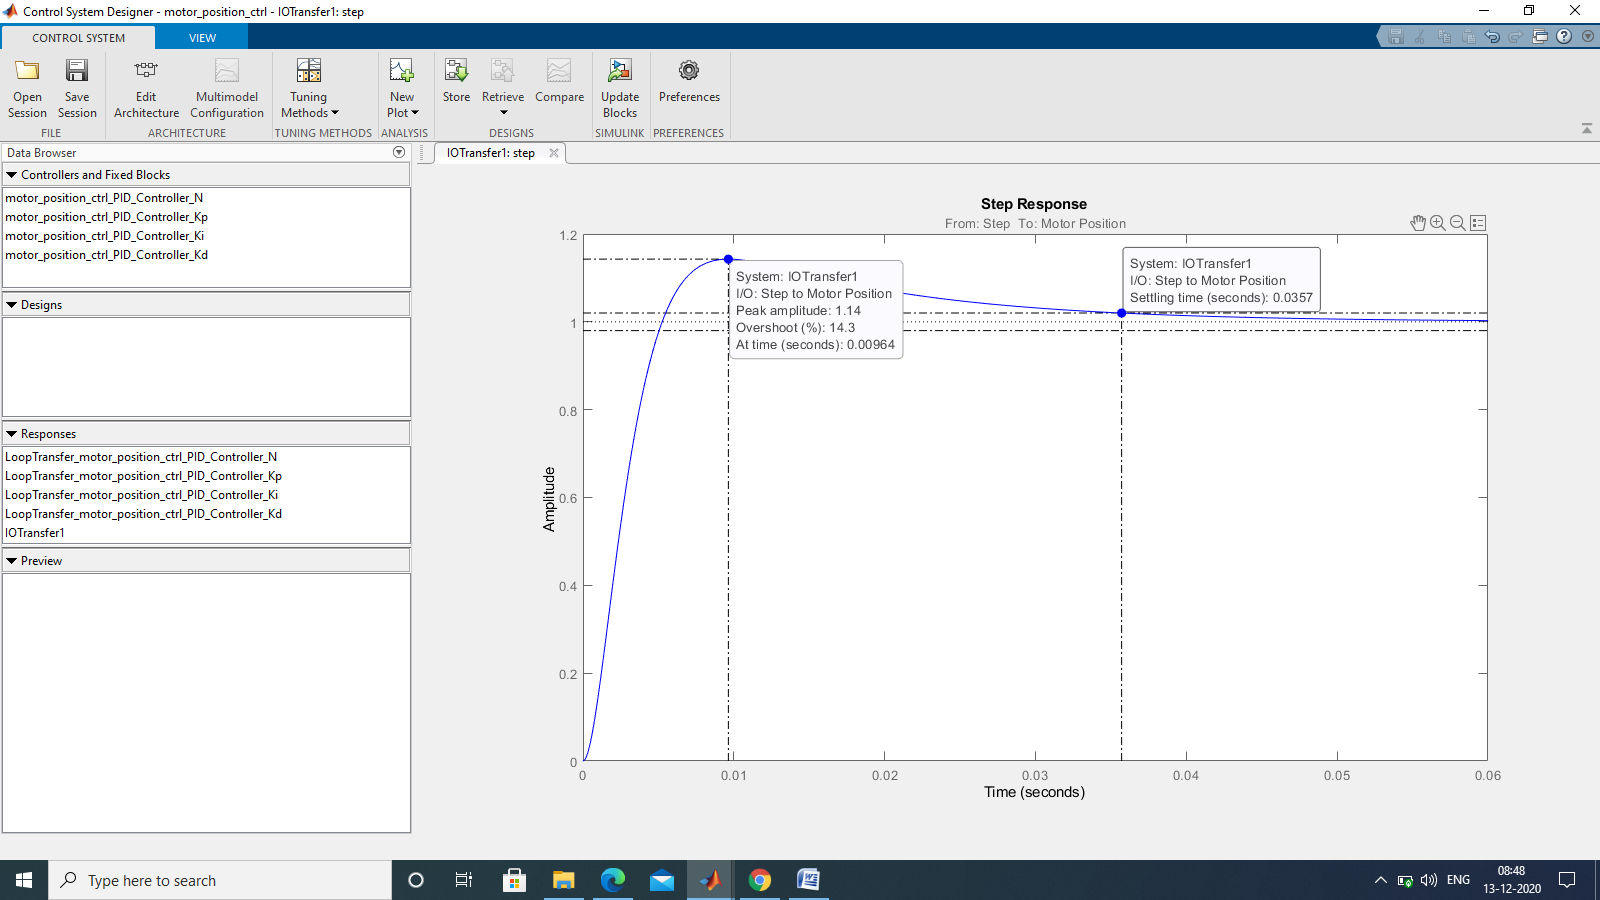 Control System Designer - motor_position_ctrl - IOTransfer1: step
CONTROL SYSTEM
VIEW
Open Session
Save Session
FILE
Edit Architecture
Multimodel Configuration
ARCHITECTURE
Tuning Methods
TUNING METHODS
New Plot
ANALYSIS
Store
Retrieve
Compare
DESIGNS
Update Blocks
SIMULINK
Preferences
PREFERENCES
Data Browser
Controllers and Fixed Blocks
motor_position_ctrl_PID_Controller_N
motor_position_ctrl_PID_Controller_Kp
motor_position_ctrl_PID_Controller_Ki
motor_position_ctrl_PID_Controller_Kd
Designs
Responses
LoopTransfer_motor_position_ctrl_PID_Controller_N
LoopTransfer_motor_position_ctrl_PID_Controller_Kp
LoopTransfer_motor_position_ctrl_PID_Controller_Ki
LoopTransfer_motor_position_ctrl_PID_Controller_Kd
IOTransfer1
Preview
IOTransfer1: step
Step Response
From: Step To: Motor Position
1.2
1
0.8
0.6
0.4
0.2
0
Amplitude
System: IOTransfer1
I/O: Step to Motor Position
Peak amplitude: 1.14
Overshoot (%): 14.3
At time (seconds): 0.00964
System: IOTransfer1
I/O: Step to Motor Position
Settling time (seconds): 0.0357
0 0.01 0.02 0.03 0.04 0.05 0.06
Time (seconds)
Type here to search
ENG
08:48
13-12-2020